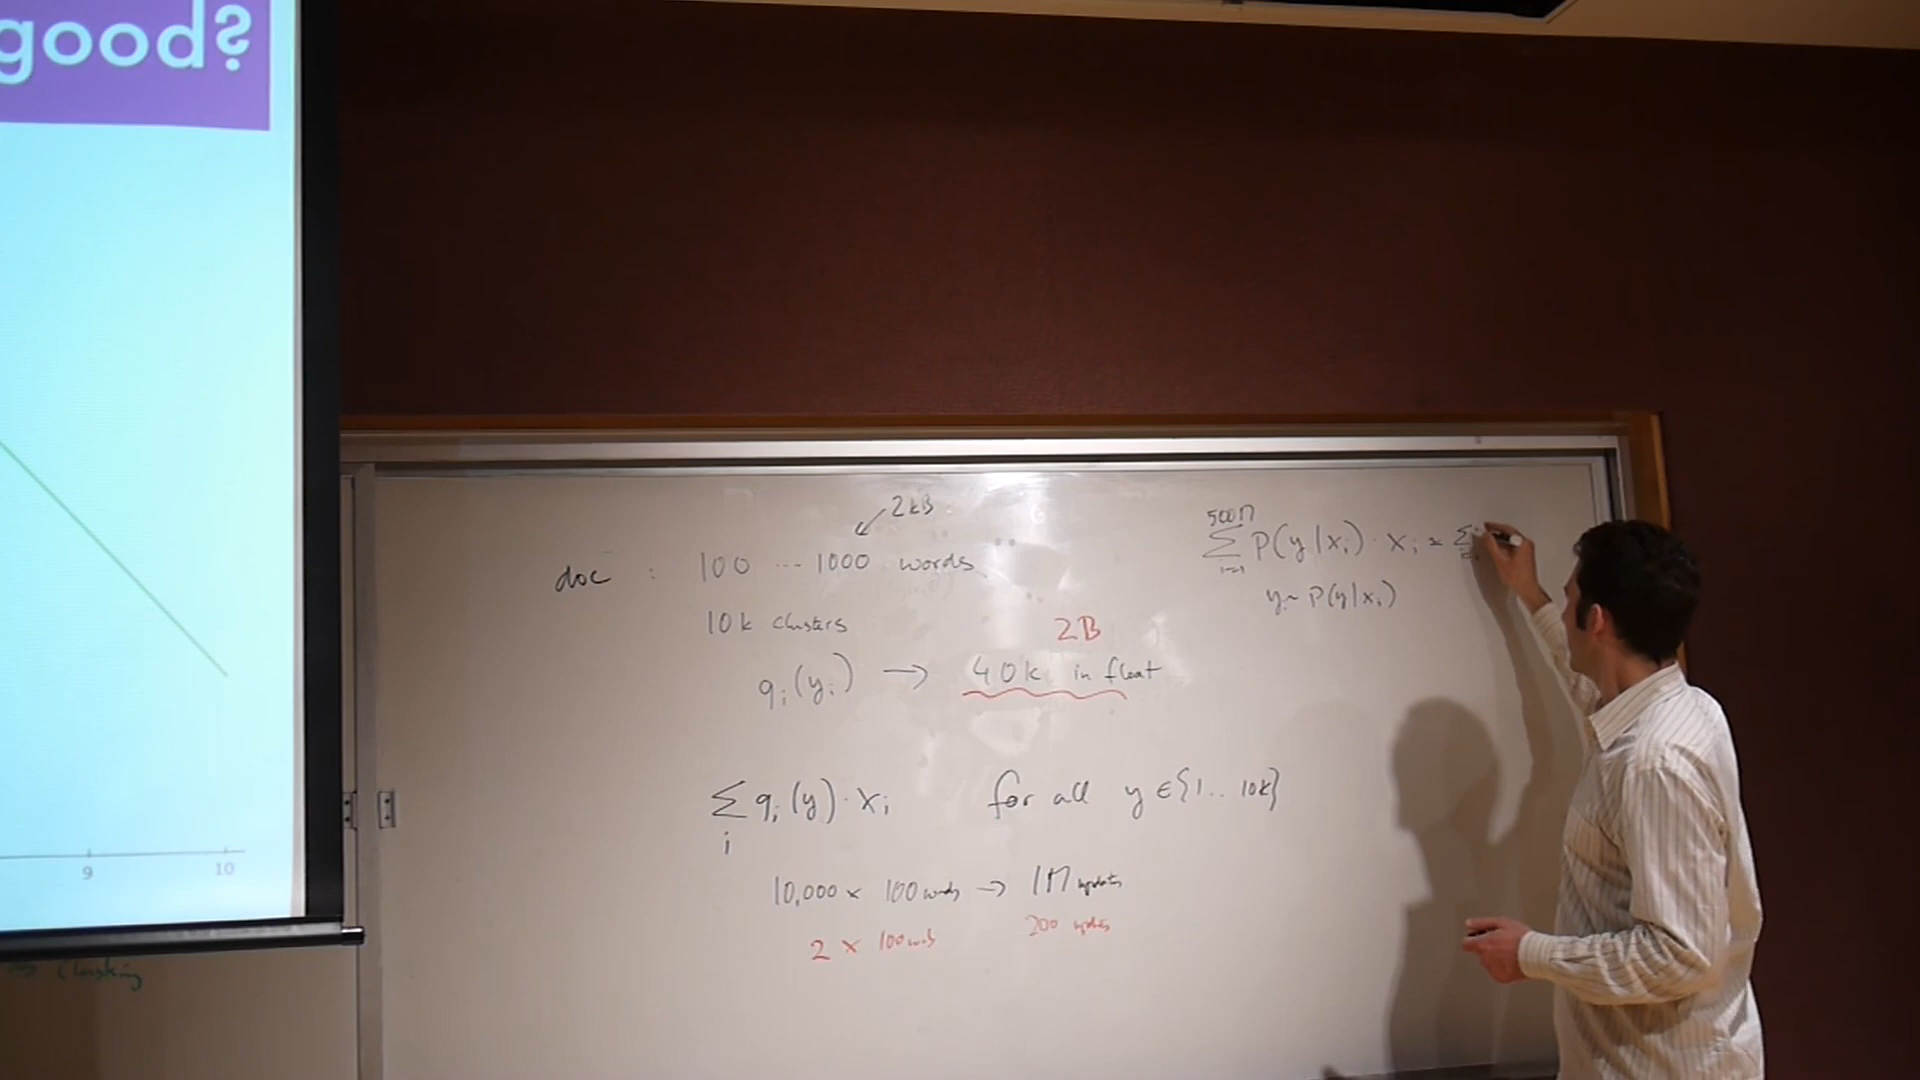 good?
9 10
2kB
doc : 100 ... 1000 words
10k clusters
2B
qᵢ(yᵢ) → 40k in float
∑ᵢ qᵢ(y)·xᵢ for all y ∈ {1.. 10k}
10,000 x 100 words → 1M updates
2 x 100 words 200 updates
500M
∑ P(y|xᵢ) · xᵢ ≈ ∑
i=1
yᵢ~ P(y|xᵢ)